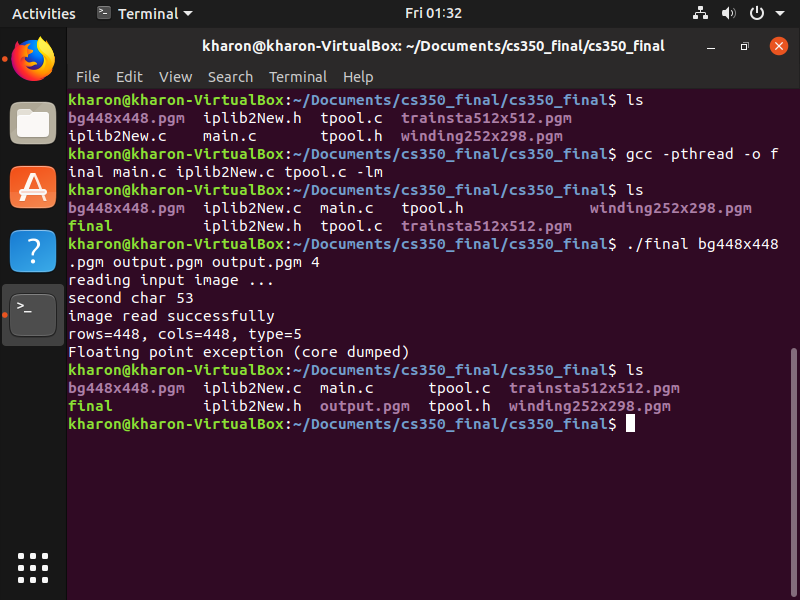 Activities Terminal Fri 01:32
kharon@kharon-VirtualBox: ~/Documents/cs350_final/cs350_final
File Edit View Search Terminal Help
kharon@kharon-VirtualBox:~/Documents/cs350_final/cs350_final$ ls
bg448x448.pgm iplib2New.h tpool.c trainsta512x512.pgm
iplib2New.c main.c tpool.h winding252x298.pgm
kharon@kharon-VirtualBox:~/Documents/cs350_final/cs350_final$ gcc -pthread -o f
inal main.c iplib2New.c tpool.c -lm
kharon@kharon-VirtualBox:~/Documents/cs350_final/cs350_final$ ls
bg448x448.pgm iplib2New.c main.c tpool.h winding252x298.pgm
final iplib2New.h tpool.c trainsta512x512.pgm
kharon@kharon-VirtualBox:~/Documents/cs350_final/cs350_final$ ./final bg448x448
.pgm output.pgm output.pgm 4
reading input image ...
second char 53
image read successfully
rows=448, cols=448, type=5
Floating point exception (core dumped)
kharon@kharon-VirtualBox:~/Documents/cs350_final/cs350_final$ ls
bg448x448.pgm iplib2New.c main.c tpool.c trainsta512x512.pgm
final iplib2New.h output.pgm tpool.h winding252x298.pgm
kharon@kharon-VirtualBox:~/Documents/cs350_final/cs350_final$